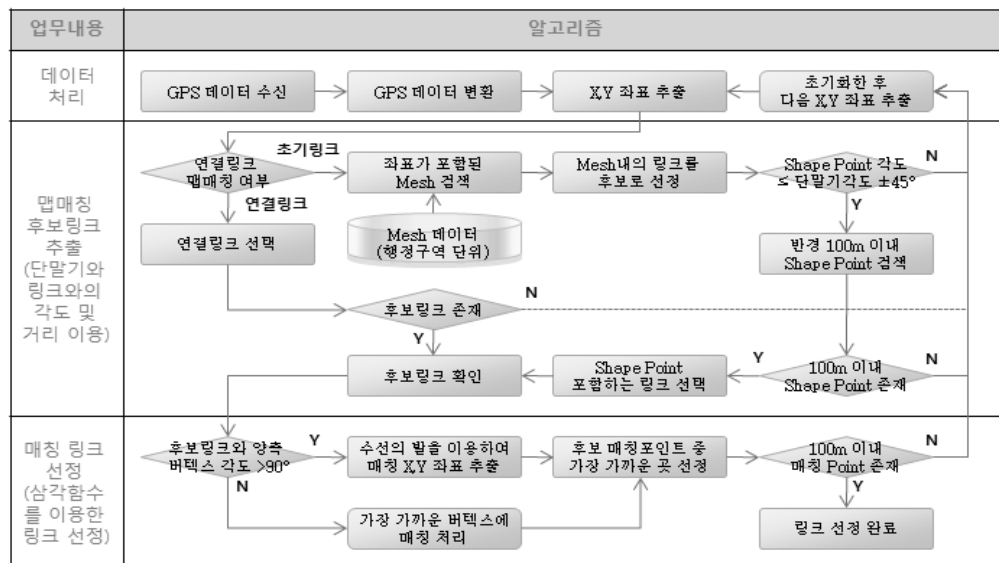 업무내용
알고리즘
데이터
처리
GPS 데이터 수신
GPS 데이터 변환
X,Y 좌표 추출
초기화한 후
다음 X,Y 좌표 추출
맵매칭
후보링크
추출
(단말기와
링크와의
각도 및
거리 이용)
연결링크
맵매칭 여부
초기링크
연결링크
좌표가 포함된
Mesh 검색
Mesh내의 링크를
후보로 선정
Shape Point 각도
≤ 단말기각도 ±45°
N
Y
연결링크 선택
Mesh 데이터
(행정구역 단위)
반경 100m 이내
Shape Point 검색
후보링크 존재
N
Y
후보링크 확인
Shape Point
포함하는 링크 선택
Y
100m 이내
Shape Point 존재
N
매칭 링크
선정
(삼각함수
를 이용한
링크 선정)
후보링크와 양측
버텍스 각도 >90°
Y
N
수선의 발을 이용하여
매칭 X,Y 좌표 추출
후보 매칭포인트 중
가장 가까운 곳 선정
100m 이내
매칭 Point 존재
N
Y
가장 가까운 버텍스에
매칭 처리
링크 선정 완료